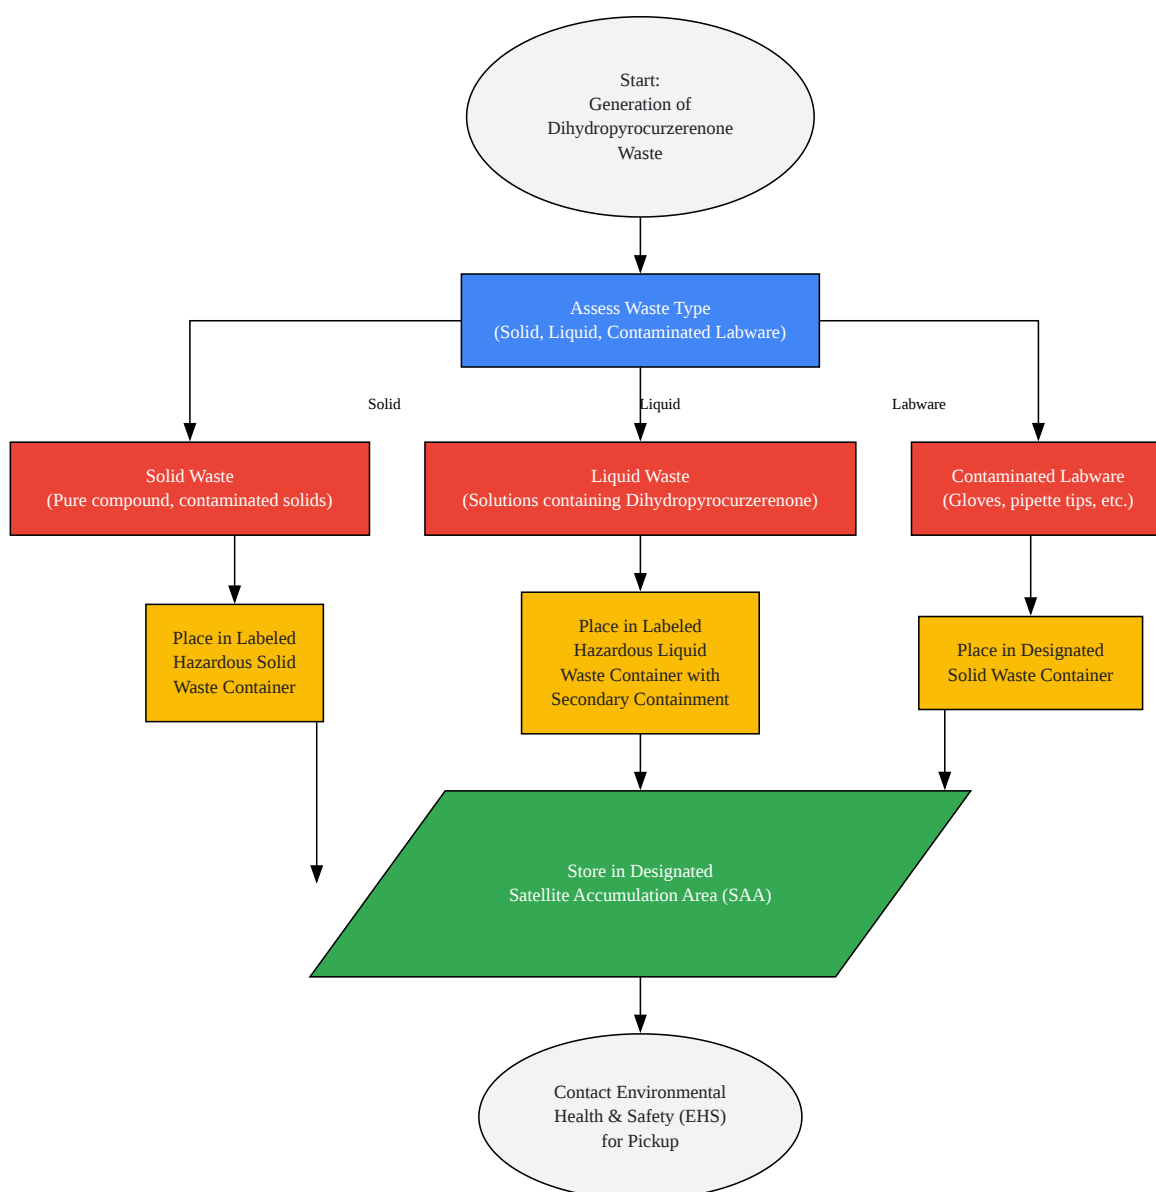 Start:
Generation of
Dihydropyrocurzerenone
Waste
Assess Waste Type
(Solid, Liquid, Contaminated Labware)
Solid
Liquid
Labware
Solid Waste
(Pure compound, contaminated solids)
Liquid Waste
(Solutions containing Dihydropyrocurzerenone)
Contaminated Labware
(Gloves, pipette tips, etc.)
Place in Labeled
Hazardous Solid
Waste Container
Place in Labeled
Hazardous Liquid
Waste Container with
Secondary Containment
Place in Designated
Solid Waste Container
Store in Designated
Satellite Accumulation Area (SAA)
Contact Environmental
Health & Safety (EHS)
for Pickup